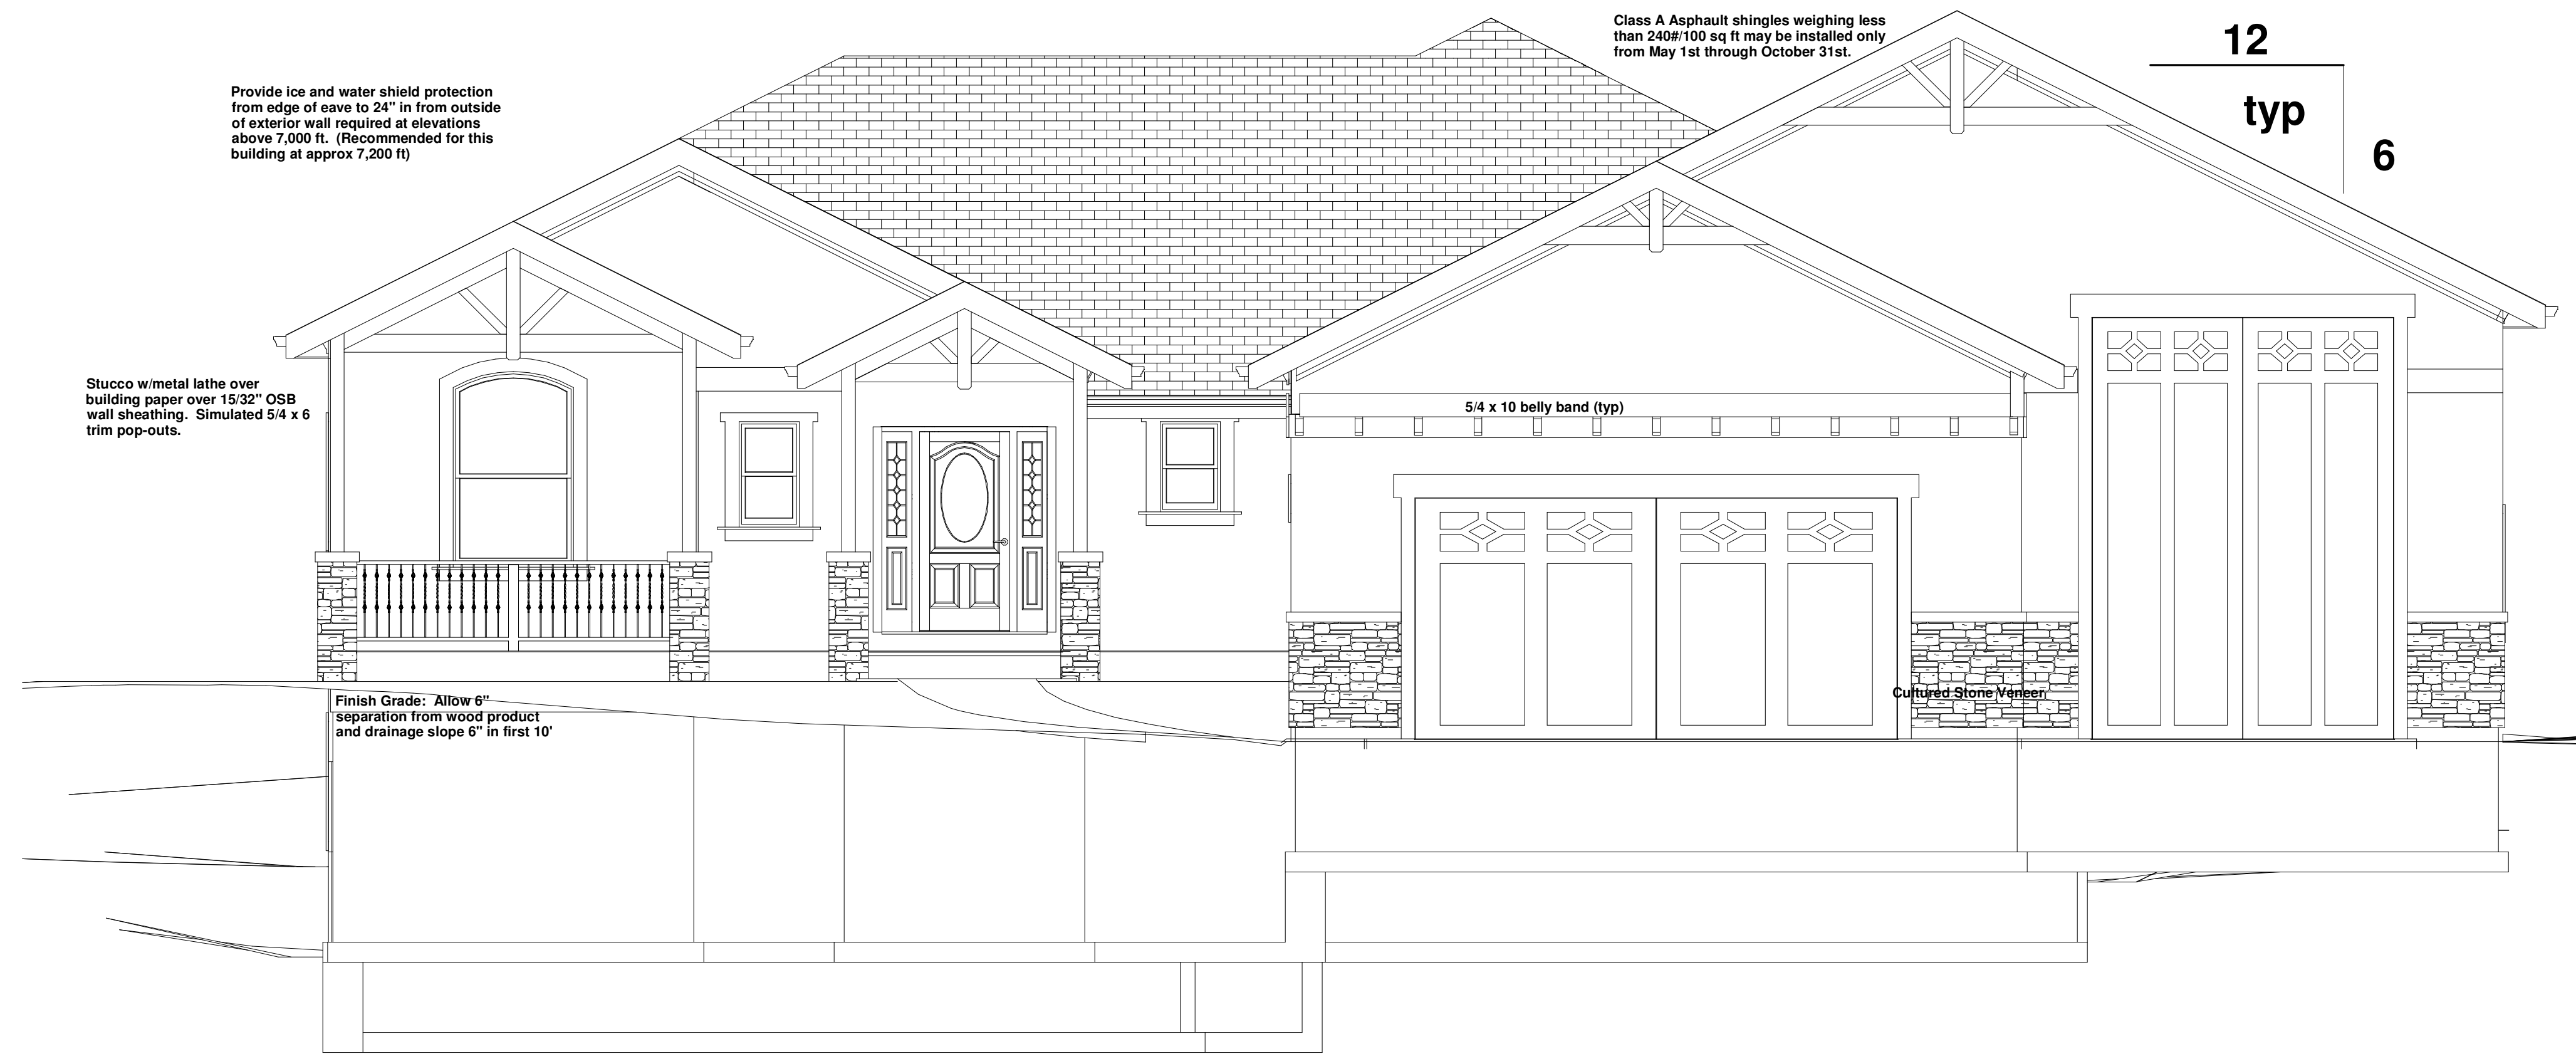 Class A Asphault shingles weighing less
than 240#/100 sq ft may be installed only
from May 1st through October 31st.
12
typ
6
Provide ice and water shield protection
from edge of eave to 24" in from outside
of exterior wall required at elevations
above 7,000 ft.  (Recommended for this
building at approx 7,200 ft)
Stucco w/metal lathe over
building paper over 15/32" OSB
wall sheathing.  Simulated 5/4 x 6
trim pop-outs.
5/4 x 10 belly band (typ)
Cultured Stone Veneer
Finish Grade:  Allow 6"
separation from wood product
and drainage slope 6" in first 10'